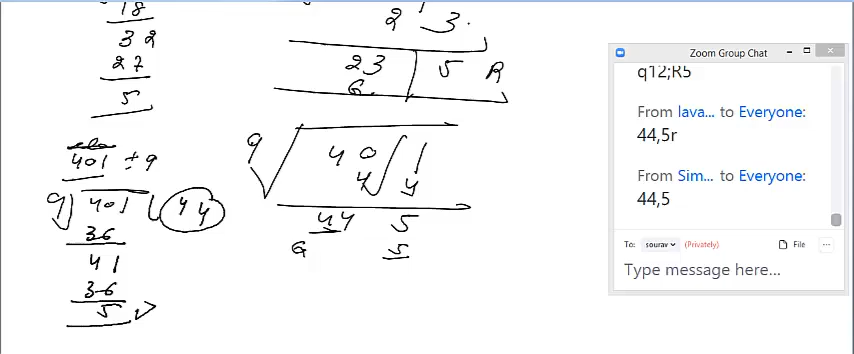 18
32
27
5
2 3.
23 | 5 R
6
401 ÷ 9
9) 401 (44
36
41
36
5
9 40/1
4/4
44 5
Q 5
Zoom Group Chat
q12;R5
From lava... to Everyone:
44,5r
From Sim... to Everyone:
44,5
To: sourav (Privately) File ...
Type message here...